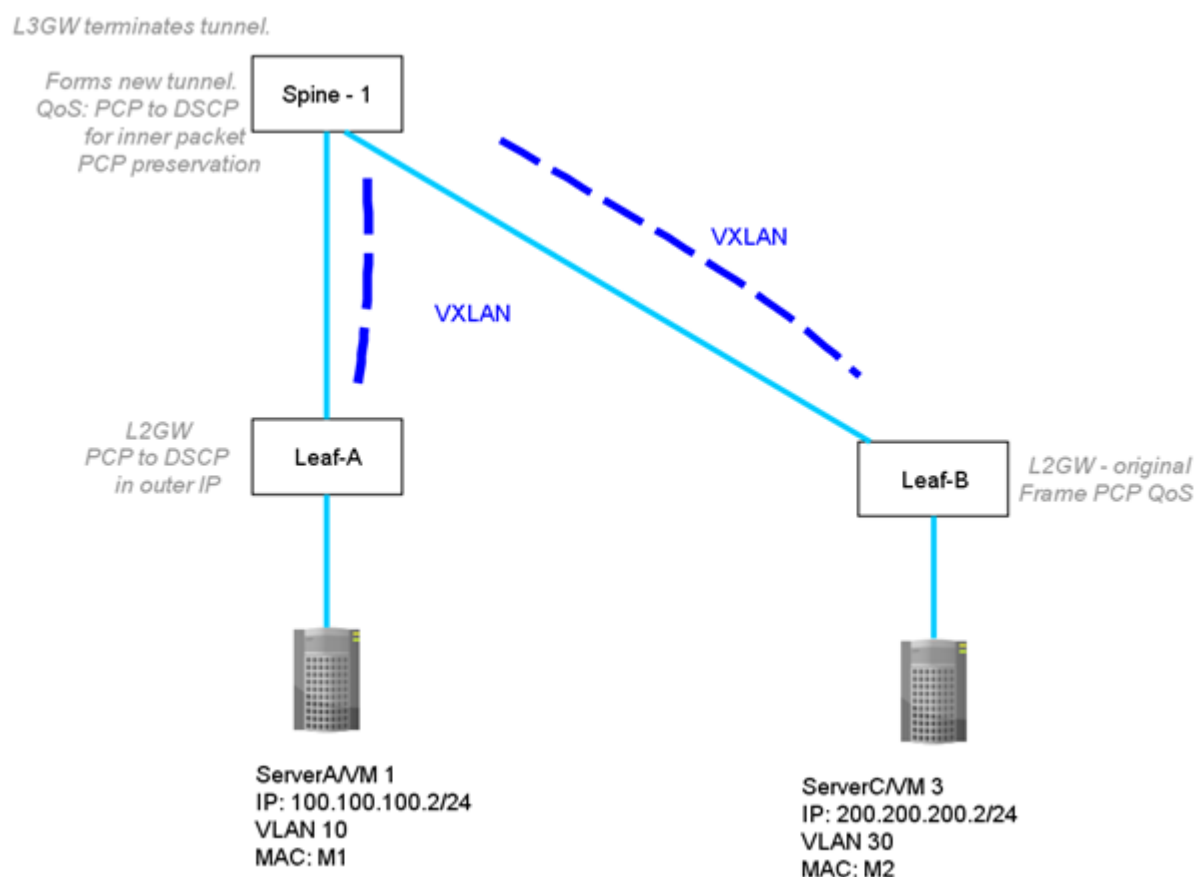 L3GW terminates tunnel.
Forms new tunnel.
QoS: PCP to DSCP
for inner packet
PCP preservation
Spine - 1
VXLAN
VXLAN
L2GW
PCP to DSCP
in outer IP
Leaf-A
Leaf-B
L2GW - original
Frame PCP QoS
ServerA/VM 1
IP: 100.100.100.2/24
VLAN 10
MAC: M1
ServerC/VM 3
IP: 200.200.200.2/24
VLAN 30
MAC: M2